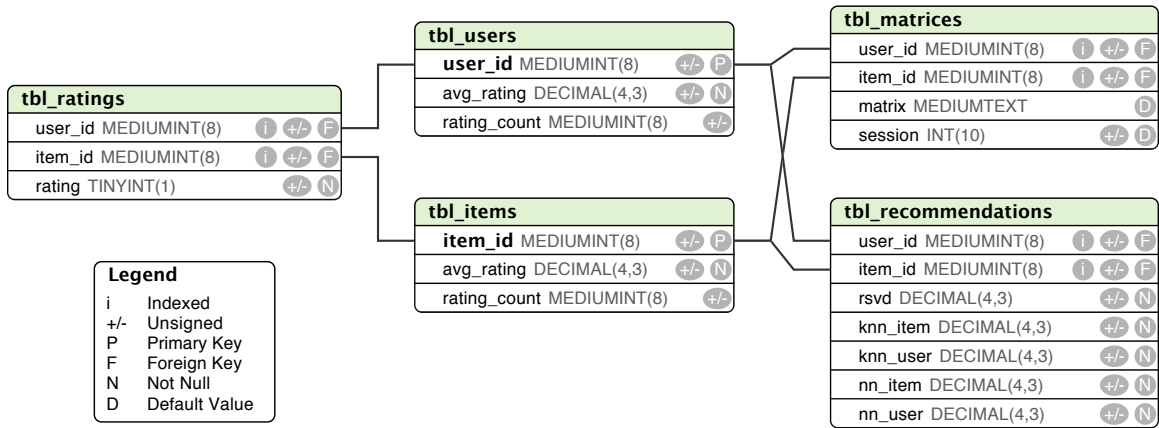 tbl_ratings
user_id MEDIUMINT(8) i +/- F
item_id MEDIUMINT(8) i +/- F
rating TINYINT(1) +/- N
tbl_users
user_id MEDIUMINT(8) +/- P
avg_rating DECIMAL(4,3) +/- N
rating_count MEDIUMINT(8) +/-
tbl_items
item_id MEDIUMINT(8) +/- P
avg_rating DECIMAL(4,3) +/- N
rating_count MEDIUMINT(8) +/-
tbl_matrices
user_id MEDIUMINT(8) i +/- F
item_id MEDIUMINT(8) i +/- F
matrix MEDIUMTEXT D
session INT(10) +/- D
tbl_recommendations
user_id MEDIUMINT(8) i +/- F
item_id MEDIUMINT(8) i +/- F
rsvd DECIMAL(4,3) +/- N
knn_item DECIMAL(4,3) +/- N
knn_user DECIMAL(4,3) +/- N
nn_item DECIMAL(4,3) +/- N
nn_user DECIMAL(4,3) +/- N
Legend
i Indexed
+/- Unsigned
P Primary Key
F Foreign Key
N Not Null
D Default Value